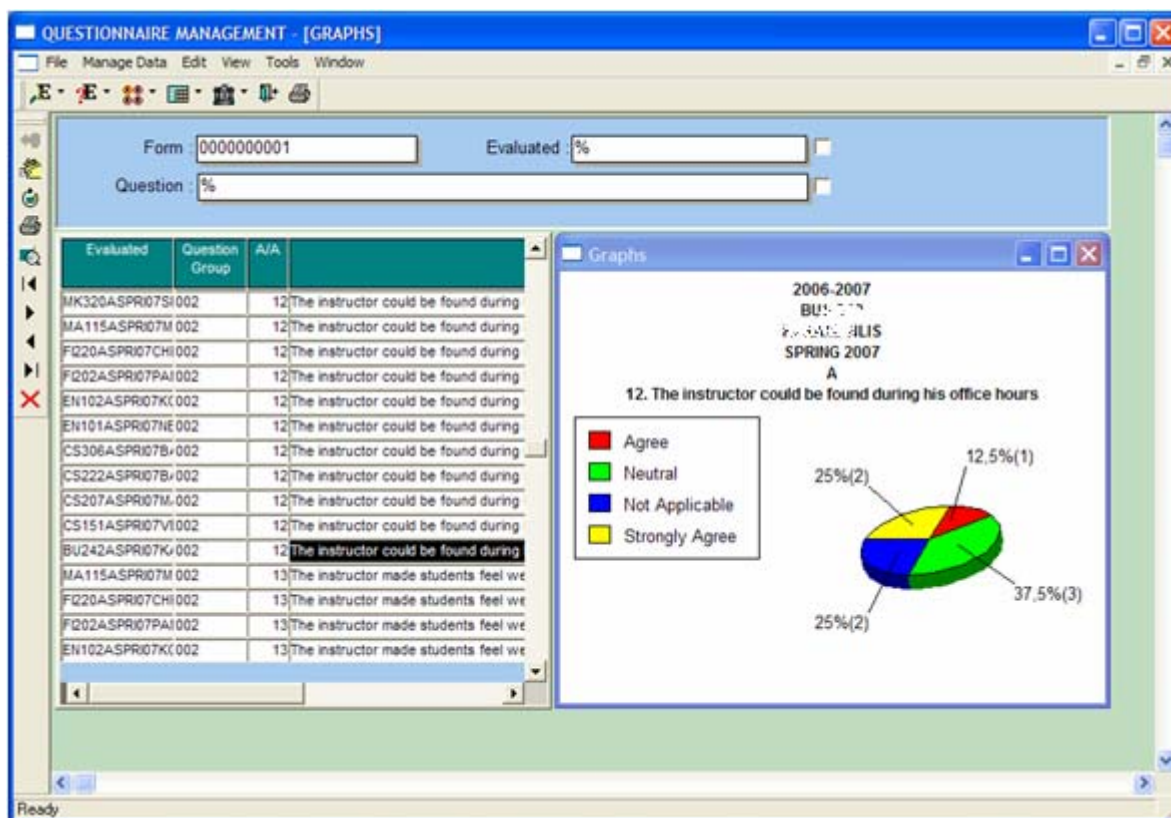 QUESTIONNAIRE MANAGEMENT - [GRAPHS]
File Manage Data Edit View Tools Window
Form : 0000000001 Evaluated : %
Question : %
Evaluated Question Group A/A
MK320ASPRI07SI 002 12 The instructor could be found during
MA115ASPRI07M 002 12 The instructor could be found during
FI220ASPRI07CHI 002 12 The instructor could be found during
FI202ASPRI07PAI 002 12 The instructor could be found during
EN102ASPRI07K 002 12 The instructor could be found during
EN101ASPRI07NE 002 12 The instructor could be found during
CS306ASPRI07B 002 12 The instructor could be found during
CS222ASPRI07B 002 12 The instructor could be found during
CS207ASPRI07M 002 12 The instructor could be found during
CS151ASPRI07VI 002 12 The instructor could be found during
BU242ASPRI07K 002 12 The instructor could be found during
MA115ASPRI07M 002 13 The instructor made students feel we
FI220ASPRI07CHI 002 13 The instructor made students feel we
FI202ASPRI07PAI 002 13 The instructor made students feel we
EN102ASPRI07K 002 13 The instructor made students feel we
Graphs
2006-2007
SPRING 2007
A
12. The instructor could be found during his office hours
Agree
Neutral
Not Applicable
Strongly Agree
12,5%(1)
25%(2)
37,5%(3)
25%(2)
Ready